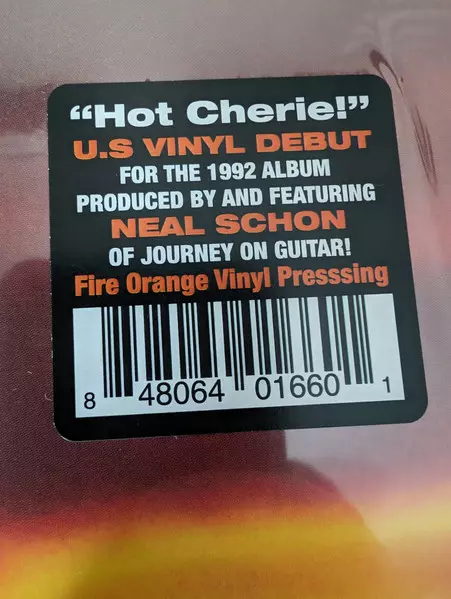 “Hot Cherie!”
U.S VINYL DEBUT
FOR THE 1992 ALBUM
PRODUCED BY AND FEATURING
NEAL SCHON
OF JOURNEY ON GUITAR!
Fire Orange Vinyl Presssing
8 48064 01660 1